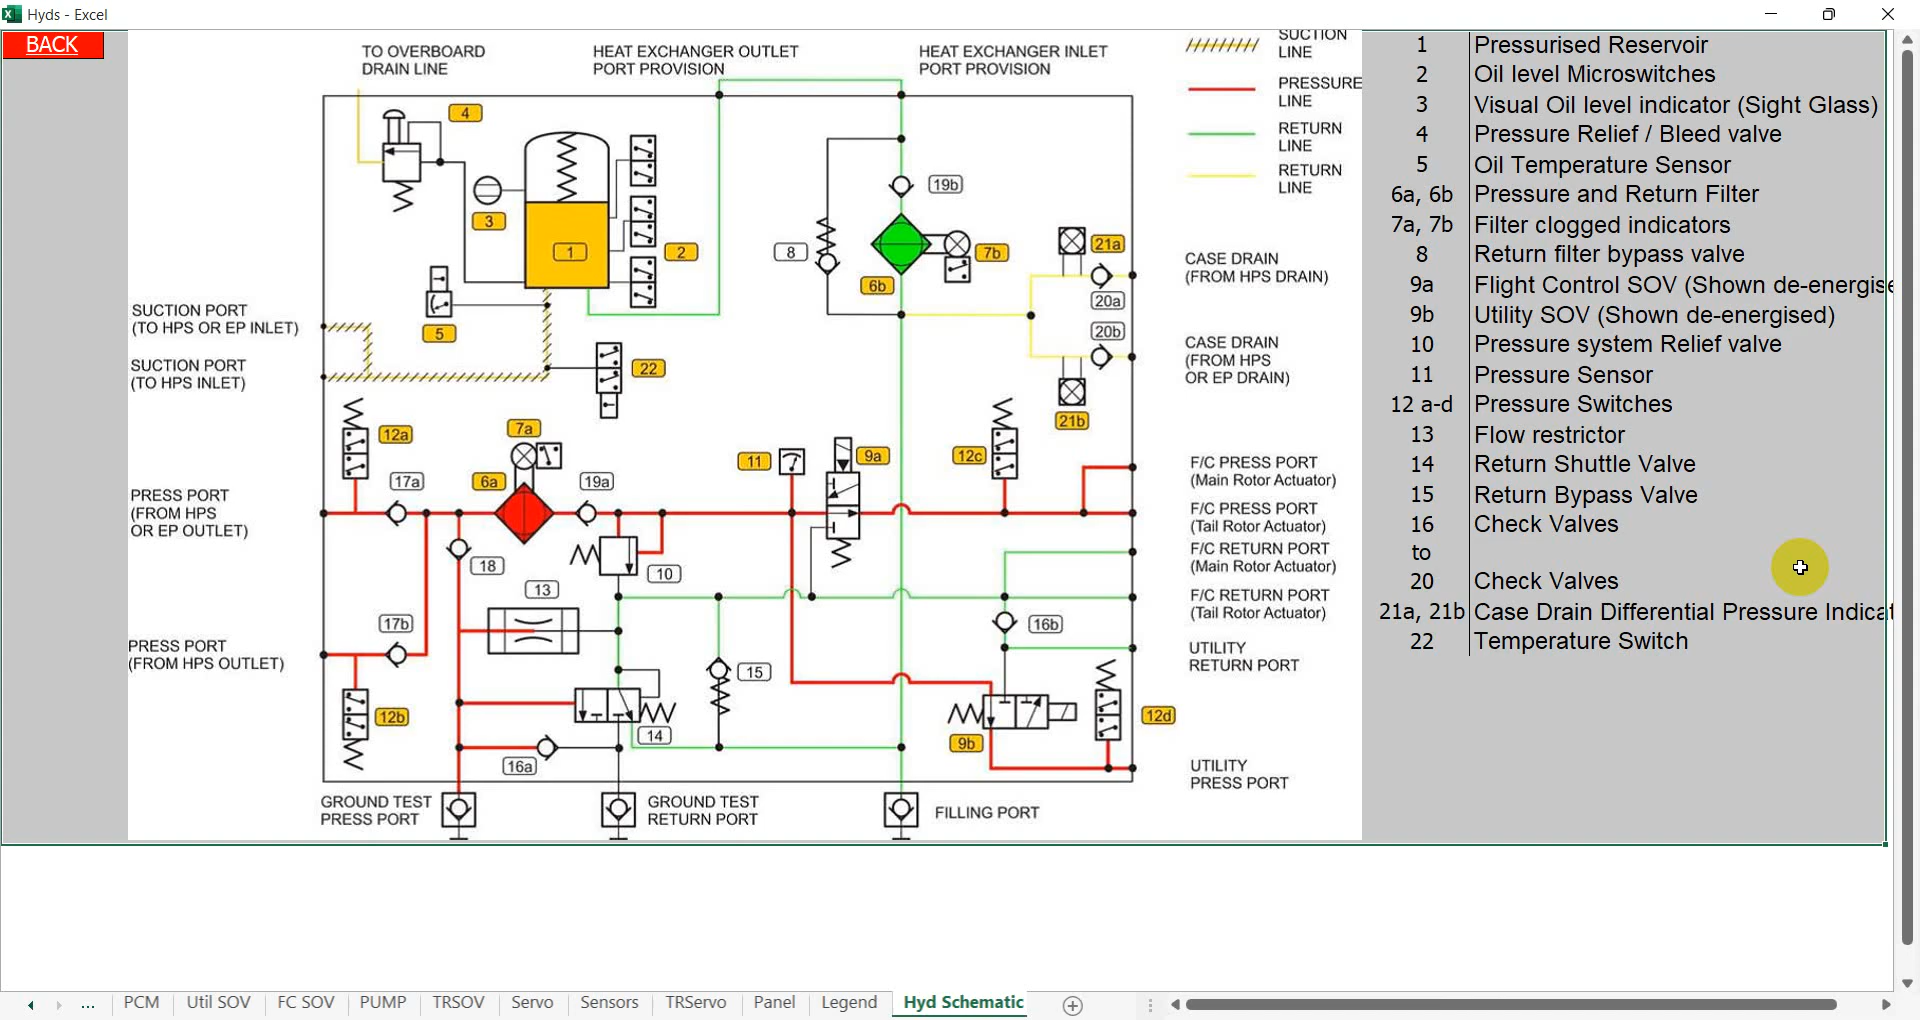 Hyds - Excel
BACK
TO OVERBOARD
DRAIN LINE
HEAT EXCHANGER OUTLET
PORT PROVISION
HEAT EXCHANGER INLET
PORT PROVISION
SUCTION
LINE
PRESSURE
LINE
RETURN
LINE
RETURN
LINE
4
3
1
2
5
22
8
19b
6b
7b
21a
20a
20b
21b
CASE DRAIN
(FROM HPS DRAIN)
CASE DRAIN
(FROM HPS
OR EP DRAIN)
SUCTION PORT
(TO HPS OR EP INLET)
SUCTION PORT
(TO HPS INLET)
PRESS PORT
(FROM HPS
OR EP OUTLET)
PRESS PORT
(FROM HPS OUTLET)
12a
17a
7a
6a
19a
11
9a
12c
18
10
13
17b
12b
16a
14
15
16b
9b
12d
F/C PRESS PORT
(Main Rotor Actuator)
F/C PRESS PORT
(Tail Rotor Actuator)
F/C RETURN PORT
(Main Rotor Actuator)
F/C RETURN PORT
(Tail Rotor Actuator)
UTILITY
RETURN PORT
UTILITY
PRESS PORT
GROUND TEST
PRESS PORT
GROUND TEST
RETURN PORT
FILLING PORT
1 Pressurised Reservoir
2 Oil level Microswitches
3 Visual Oil level indicator (Sight Glass)
4 Pressure Relief / Bleed valve
5 Oil Temperature Sensor
6a, 6b Pressure and Return Filter
7a, 7b Filter clogged indicators
8 Return filter bypass valve
9a Flight Control SOV (Shown de-energise
9b Utility SOV (Shown de-energised)
10 Pressure system Relief valve
11 Pressure Sensor
12 a-d Pressure Switches
13 Flow restrictor
14 Return Shuttle Valve
15 Return Bypass Valve
16 Check Valves
to
20 Check Valves
21a, 21b Case Drain Differential Pressure Indicat
22 Temperature Switch
... PCM Util SOV FC SOV PUMP TRSOV Servo Sensors TRServo Panel Legend Hyd Schematic